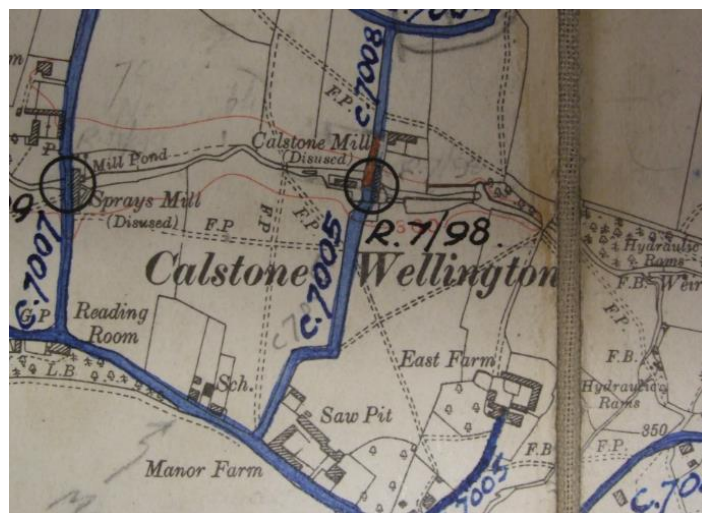 C.7008
F.P.
Calstone Mill
(Disused)
P
Mill Pond
Sprays Mill
(Disused)
F.P
F.P
F.P.
R.7/98.
C.7007
C.7005
Calstone Wellington
Hydraulic
Rams
F.B.
Weir
F.P.
G.P
Reading
Room
L.B
Sch.
East Farm
F.B.
Hydraulic
Rams
Saw Pit
Manor Farm
F.B
F.P.
350
7005
C.70